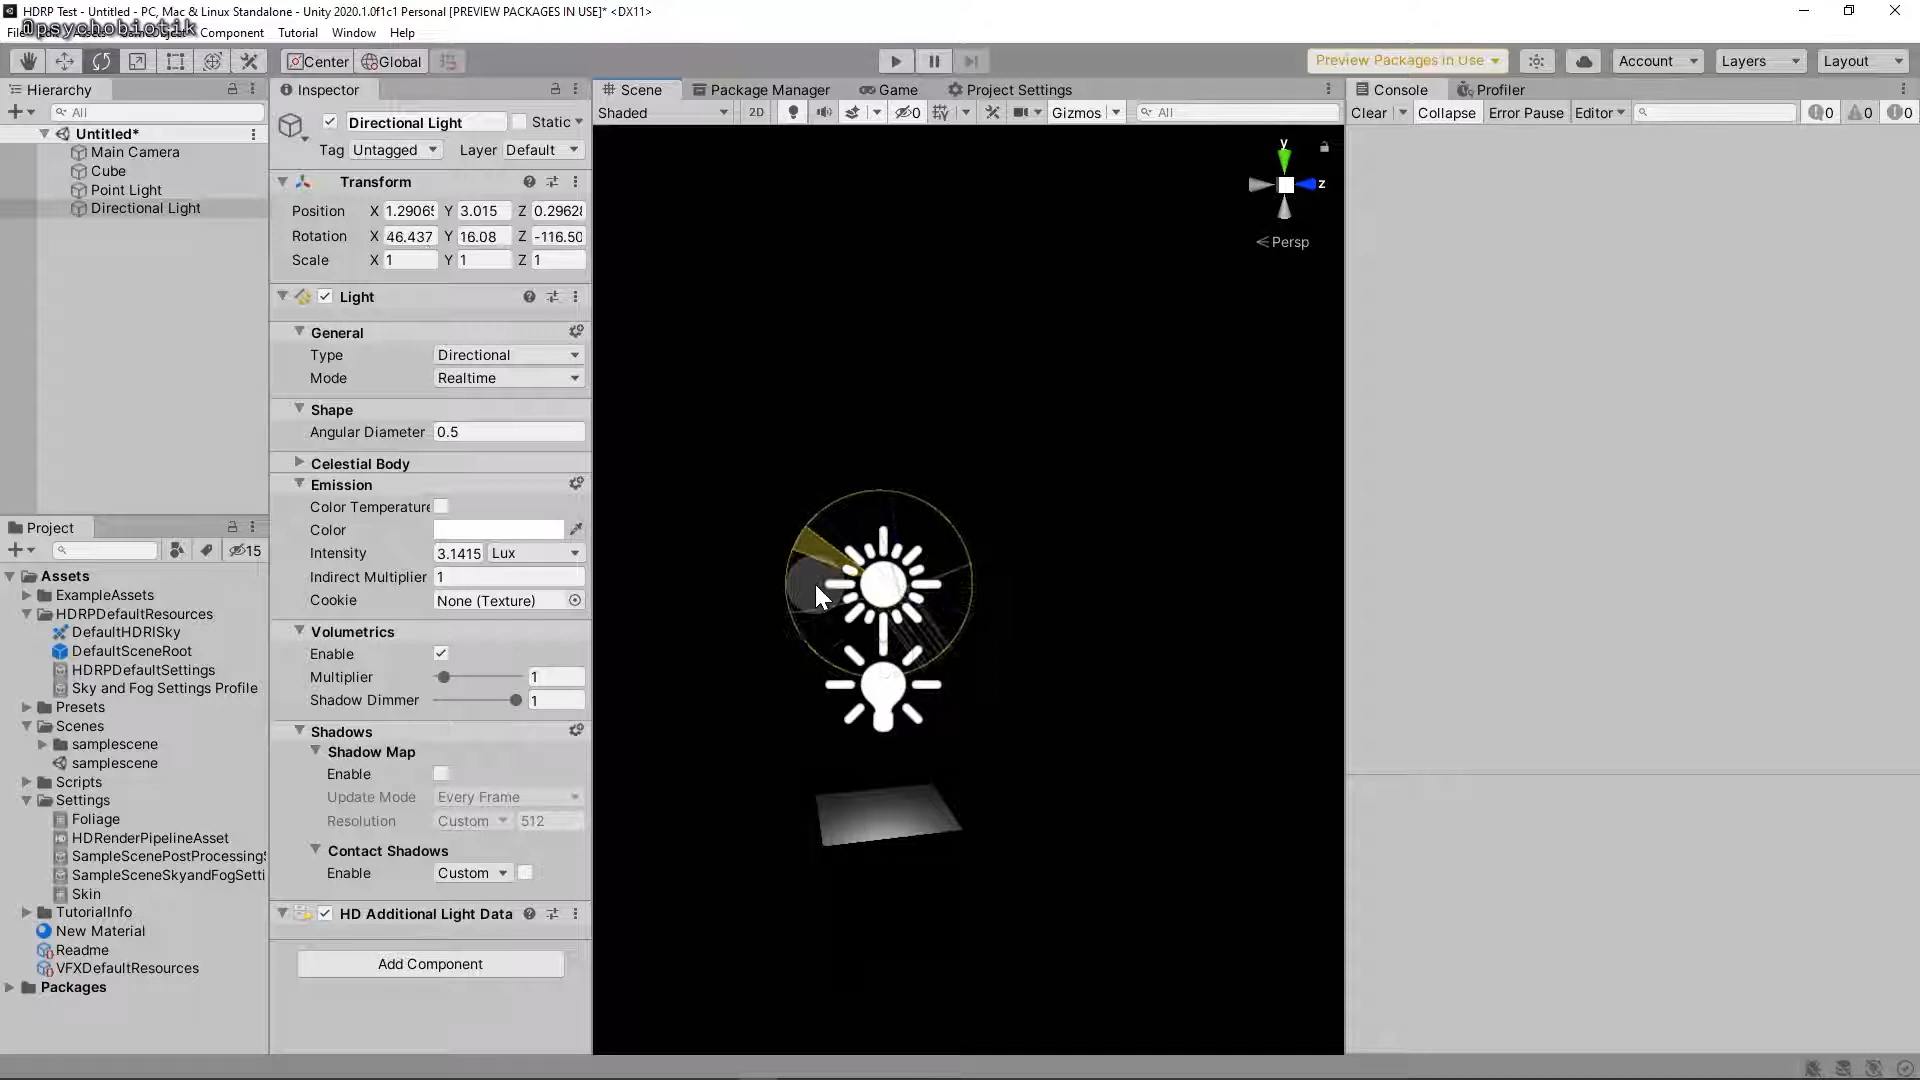 HDRP Test - Untitled - PC, Mac & Linux Standalone - Unity 2020.1.0f1c1 Personal [PREVIEW PACKAGES IN USE]* <DX11>
@psychobiotik
Component Tutorial Window Help
Center Global
Preview Packages in Use Account Layers Layout
Hierarchy
All
Untitled*
Main Camera
Cube
Point Light
Directional Light
Project
15
Assets
ExampleAssets
HDRPDefaultResources
DefaultHDRISky
DefaultSceneRoot
HDRPDefaultSettings
Sky and Fog Settings Profile
Presets
Scenes
samplescene
samplescene
Scripts
Settings
Foliage
HDRenderPipelineAsset
SampleScenePostProcessingS
SampleSceneSkyandFogSetti
Skin
TutorialInfo
New Material
Readme
VFXDefaultResources
Packages
Inspector
Directional Light Static
Tag Untagged Layer Default
Transform
Position X 1.2906 Y 3.015 Z 0.2962
Rotation X 46.437 Y 16.08 Z -116.50
Scale X 1 Y 1 Z 1
Light
General
Type Directional
Mode Realtime
Shape
Angular Diameter 0.5
Celestial Body
Emission
Color Temperature
Color
Intensity 3.1415 Lux
Indirect Multiplier 1
Cookie None (Texture)
Volumetrics
Enable
Multiplier 1
Shadow Dimmer 1
Shadows
Shadow Map
Enable
Update Mode Every Frame
Resolution Custom 512
Contact Shadows
Enable Custom
HD Additional Light Data
Add Component
Scene Package Manager Game Project Settings
Shaded 2D 0 Gizmos All
y
z
Persp
Console Profiler
Clear Collapse Error Pause Editor 0 0 0